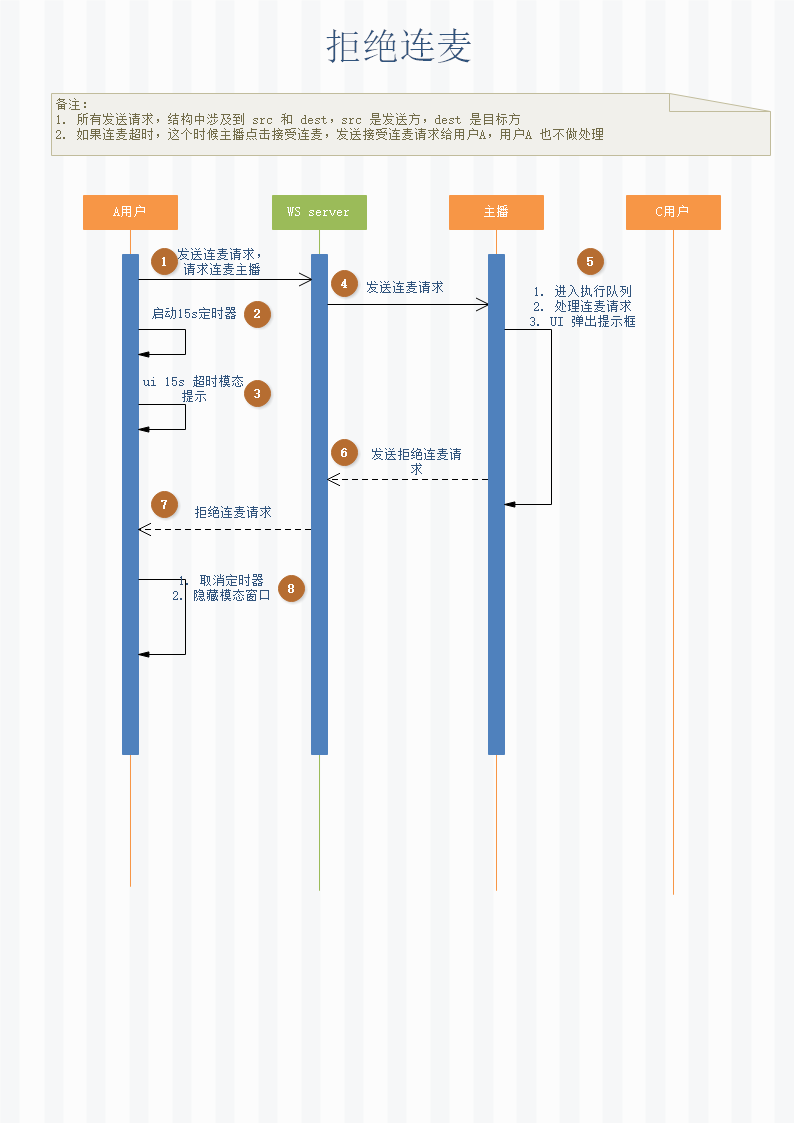 拒绝连麦
备注:
1. 所有发送请求，结构中涉及到 src 和 dest，src 是发送方，dest 是目标方
2. 如果连麦超时，这个时候主播点击接受连麦，发送接受连麦请求给用户A，用户A 也不做处理
A用户
WS server
主播
C用户
1
发送连麦请求，
请求连麦主播
4
发送连麦请求
5
1. 进入执行队列
2. 处理连麦请求
3. UI 弹出提示框
启动15s定时器
2
ui 15s 超时模态
提示
3
6
发送拒绝连麦请
求
7
拒绝连麦请求
1. 取消定时器
2. 隐藏模态窗口
8